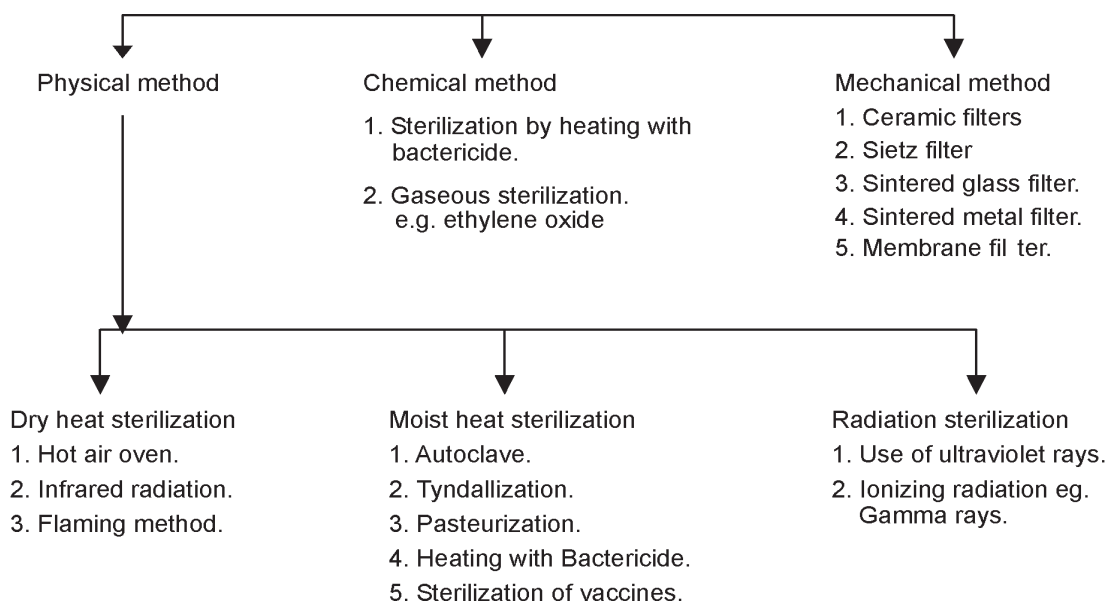 Physical method
Chemical method
1. Sterilization by heating with
bactericide.
2. Gaseous sterilization.
e.g. ethylene oxide
Mechanical method
1. Ceramic filters
2. Sietz filter
3. Sintered glass filter.
4. Sintered metal filter.
5. Membrane fil ter.
Dry heat sterilization
1. Hot air oven.
2. Infrared radiation.
3. Flaming method.
Moist heat sterilization
1. Autoclave.
2. Tyndallization.
3. Pasteurization.
4. Heating with Bactericide.
5. Sterilization of vaccines.
Radiation sterilization
1. Use of ultraviolet rays.
2. Ionizing radiation eg.
Gamma rays.